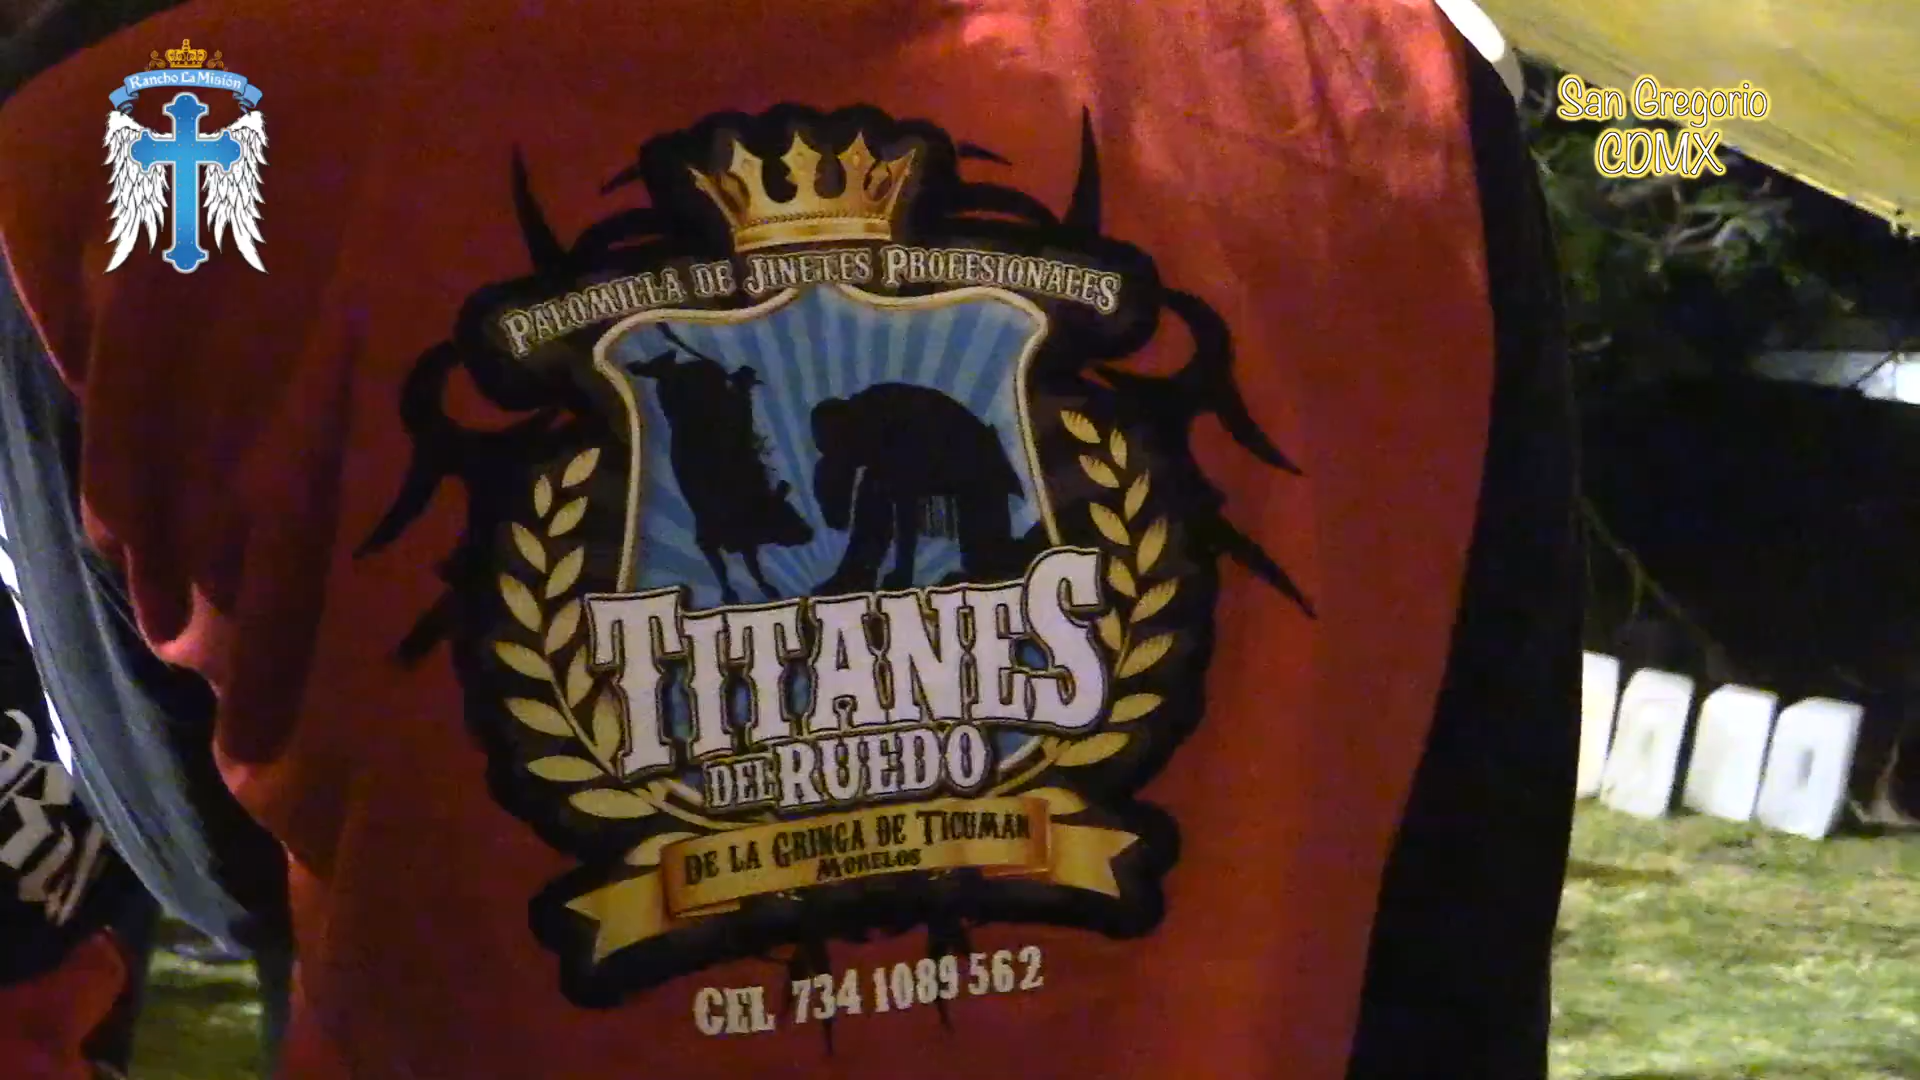 Rancho La Misión
San Gregorio
CDMX
PALOMILLA DE JINETES PROFESIONALES
TITANES
DEL RUEDO
DE LA GRINGA DE TICUMAN
MORELOS
CEL 734 1089 562